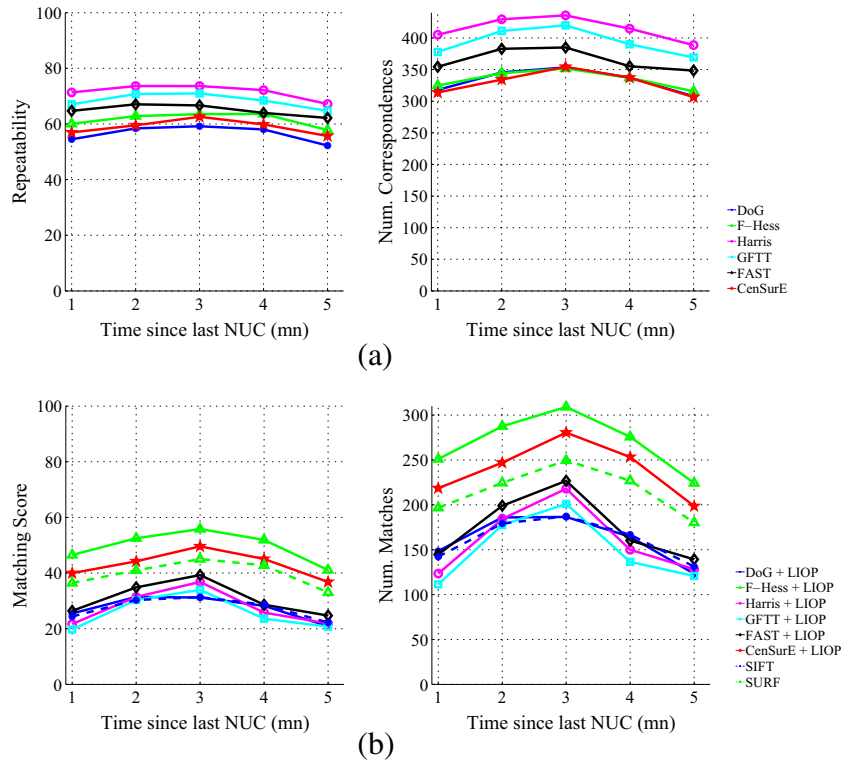 100
80
60
40
20
0
Repeatability
1 2 3 4 5
Time since last NUC (mn)
400
350
300
250
200
150
100
50
0
Num. Correspondences
1 2 3 4 5
Time since last NUC (mn)
DoG
F−Hess
Harris
GFTT
FAST
CenSurE
(a)
100
80
60
40
20
0
Matching Score
1 2 3 4 5
Time since last NUC (mn)
300
250
200
150
100
50
0
Num. Matches
1 2 3 4 5
Time since last NUC (mn)
DoG + LIOP
F−Hess + LIOP
Harris + LIOP
GFTT + LIOP
FAST + LIOP
CenSurE + LIOP
SIFT
SURF
(b)